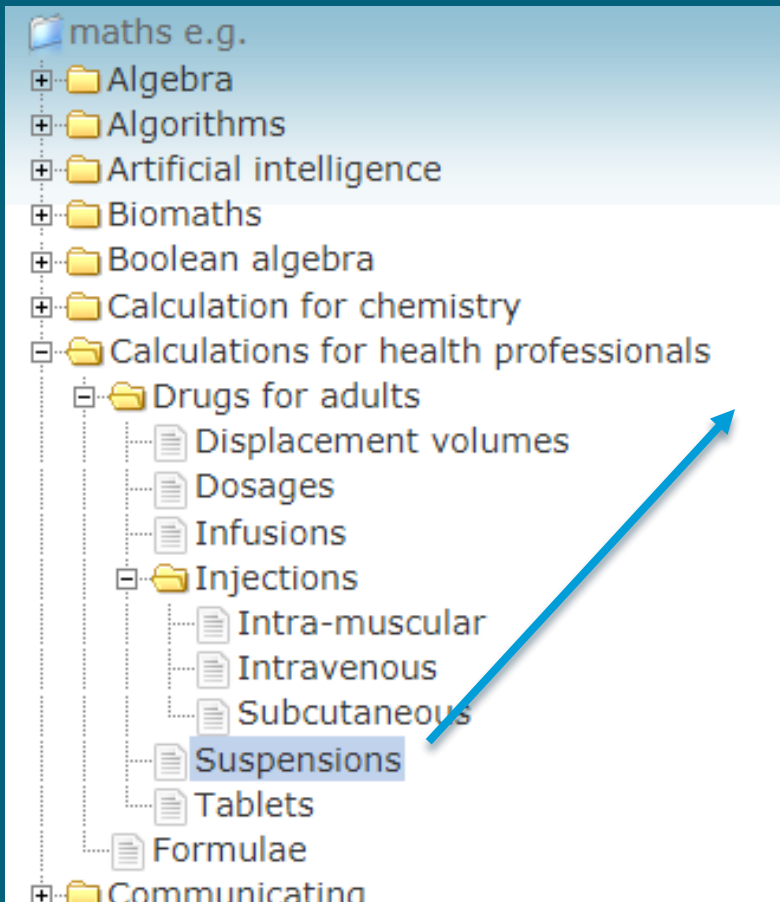 maths e.g.
Algebra
Algorithms
Artificial intelligence
Biomaths
Boolean algebra
Calculation for chemistry
Calculations for health professionals
Drugs for adults
Displacement volumes
Dosages
Infusions
Injections
Intra-muscular
Intravenous
Subcutaneous
Suspensions
Tablets
Formulae
Communicating